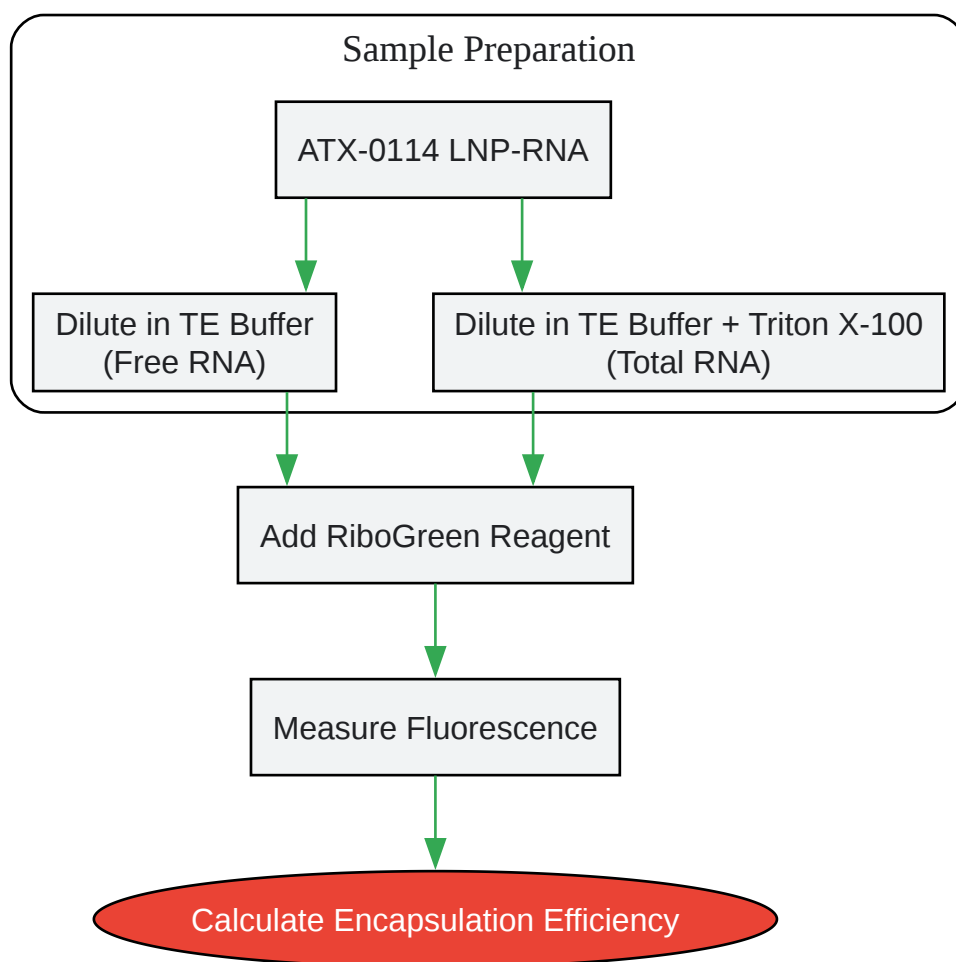 Sample Preparation
ATX-0114 LNP-RNA
Dilute in TE Buffer
(Free RNA)
Dilute in TE Buffer + Triton X-100
(Total RNA)
Add RiboGreen Reagent
Measure Fluorescence
Calculate Encapsulation Efficiency